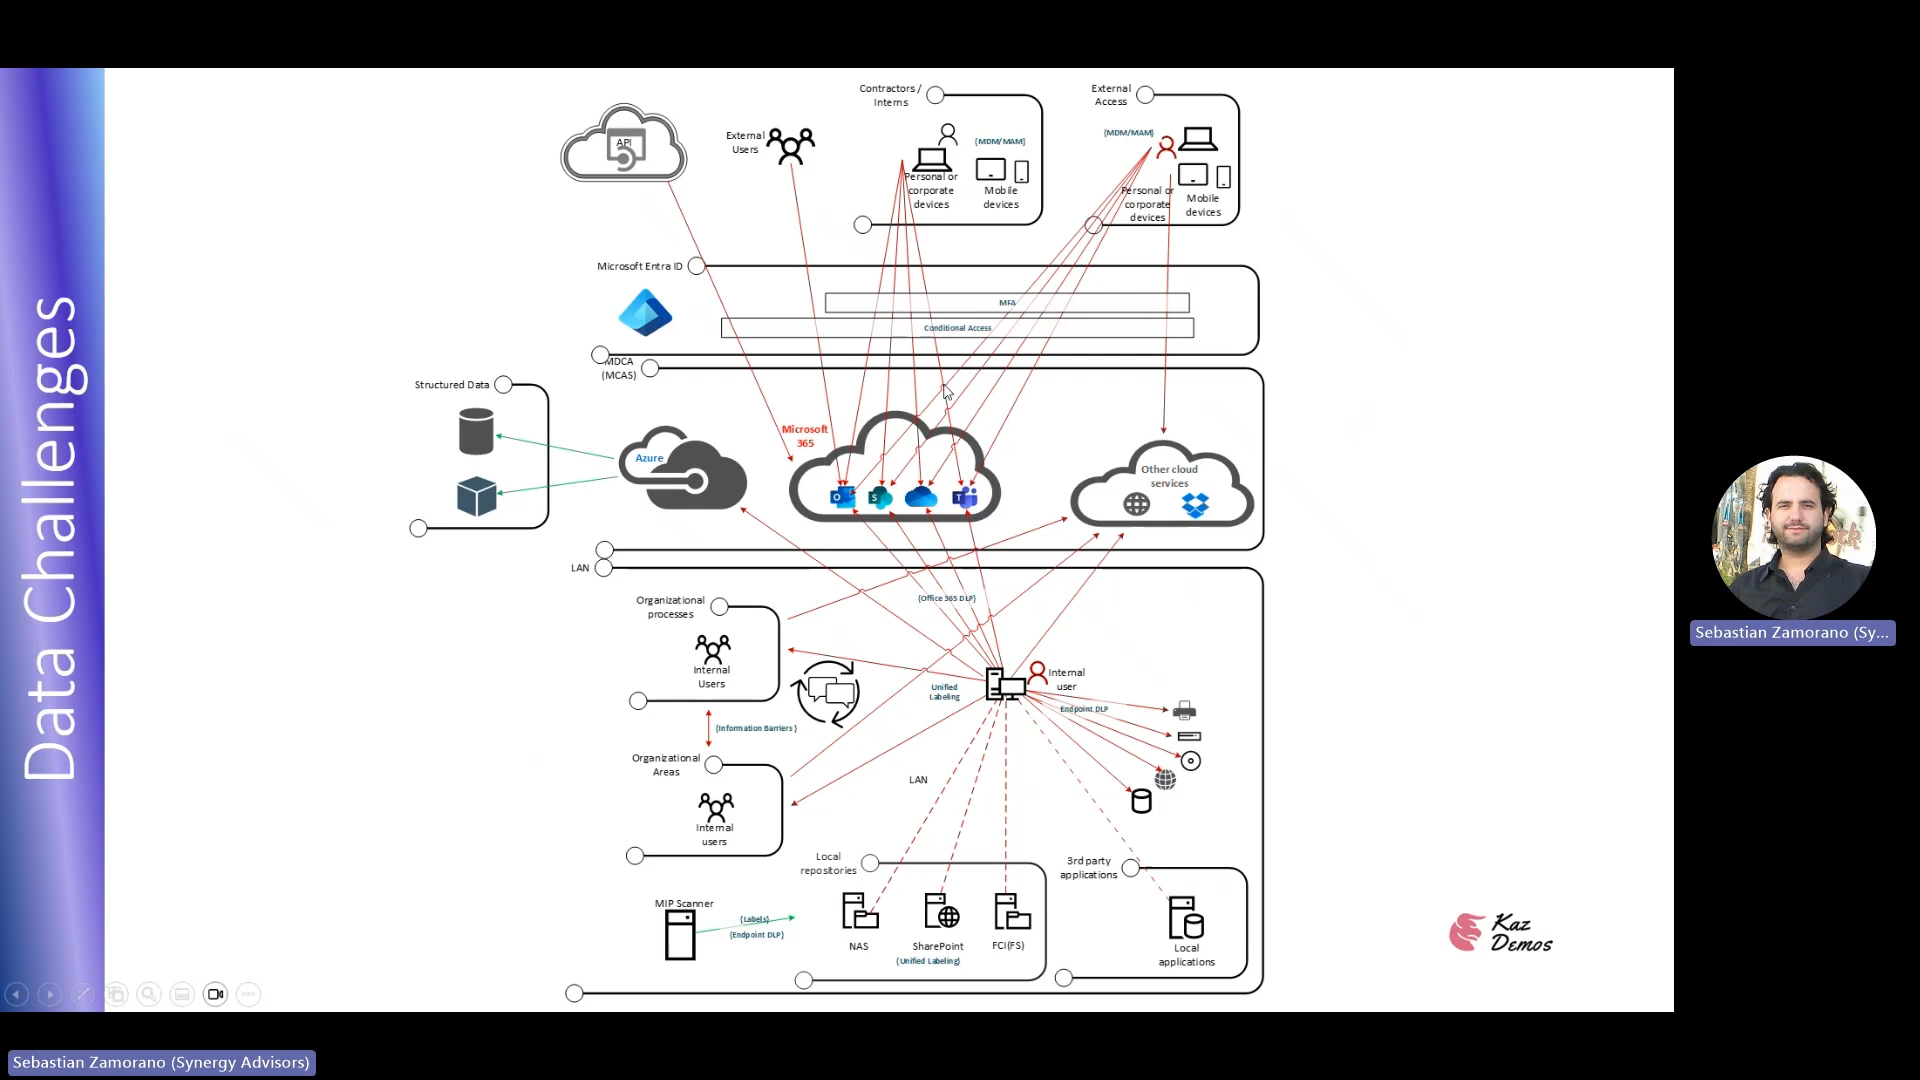 Data Challenges
API
External
Users
Contractors /
Interns
{MDM/MAM}
Personal or
corporate
devices
Mobile
devices
External
Access
{MDM/MAM}
Personal or
corporate
devices
Mobile
devices
Microsoft Entra ID
MFA
Conditional Access
MDCA
(MCAS)
Structured Data
Azure
Microsoft
365
Other cloud
services
LAN
Organizational
processes
Internal
Users
{Office 365 DLP}
Unified
Labeling
Internal
user
Endpoint DLP
{Information Barriers }
Organizational
Areas
Internal
users
LAN
Local
repositories
3rd party
applications
MIP Scanner
{Labels}
{Endpoint DLP}
NAS
SharePoint
FCI(FS)
{Unified Labeling}
Local
applications
Kaz
Demos
Sebastian Zamorano (Sy...
Sebastian Zamorano (Synergy Advisors)